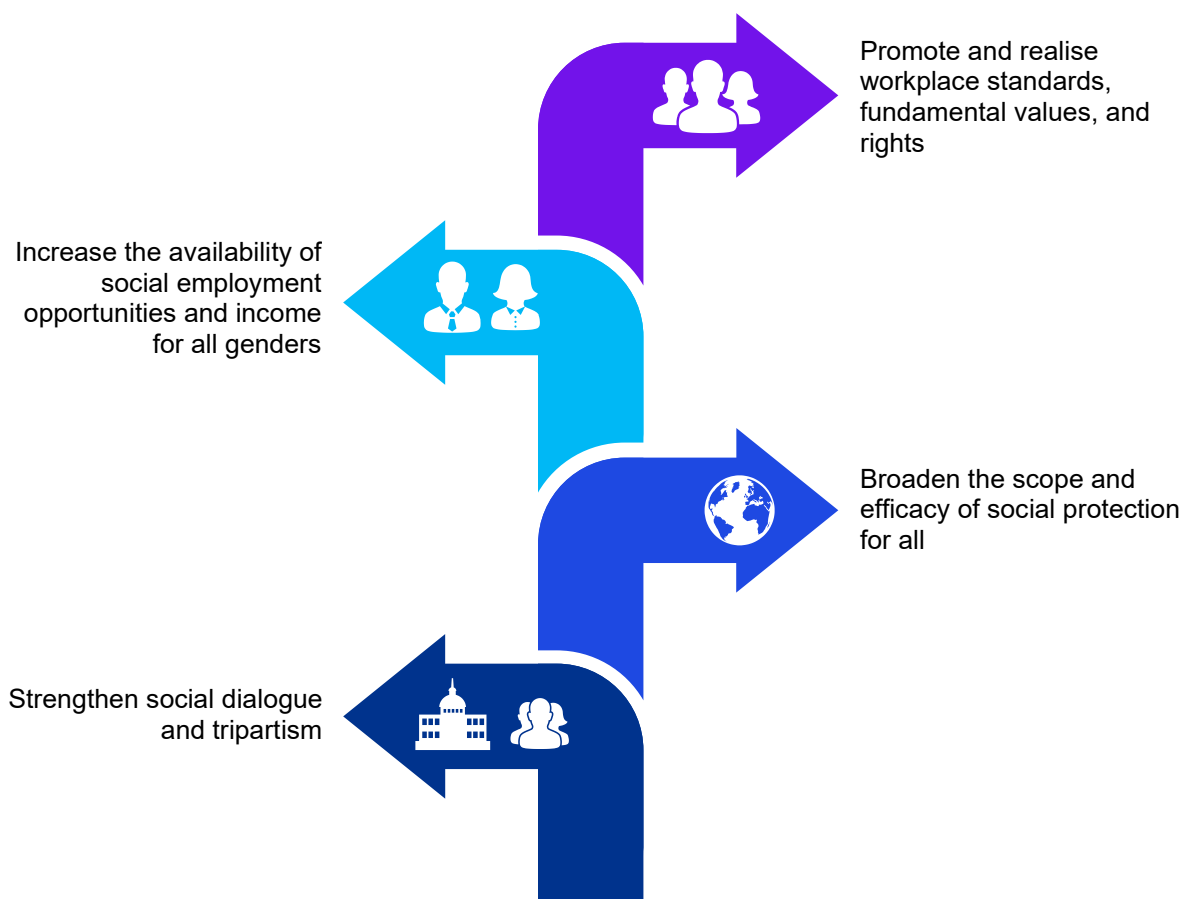 Promote and realise
workplace standards,
fundamental values, and
rights
Increase the availability of
social employment
opportunities and income
for all genders
Broaden the scope and
efficacy of social protection
for all
Strengthen social dialogue
and tripartism